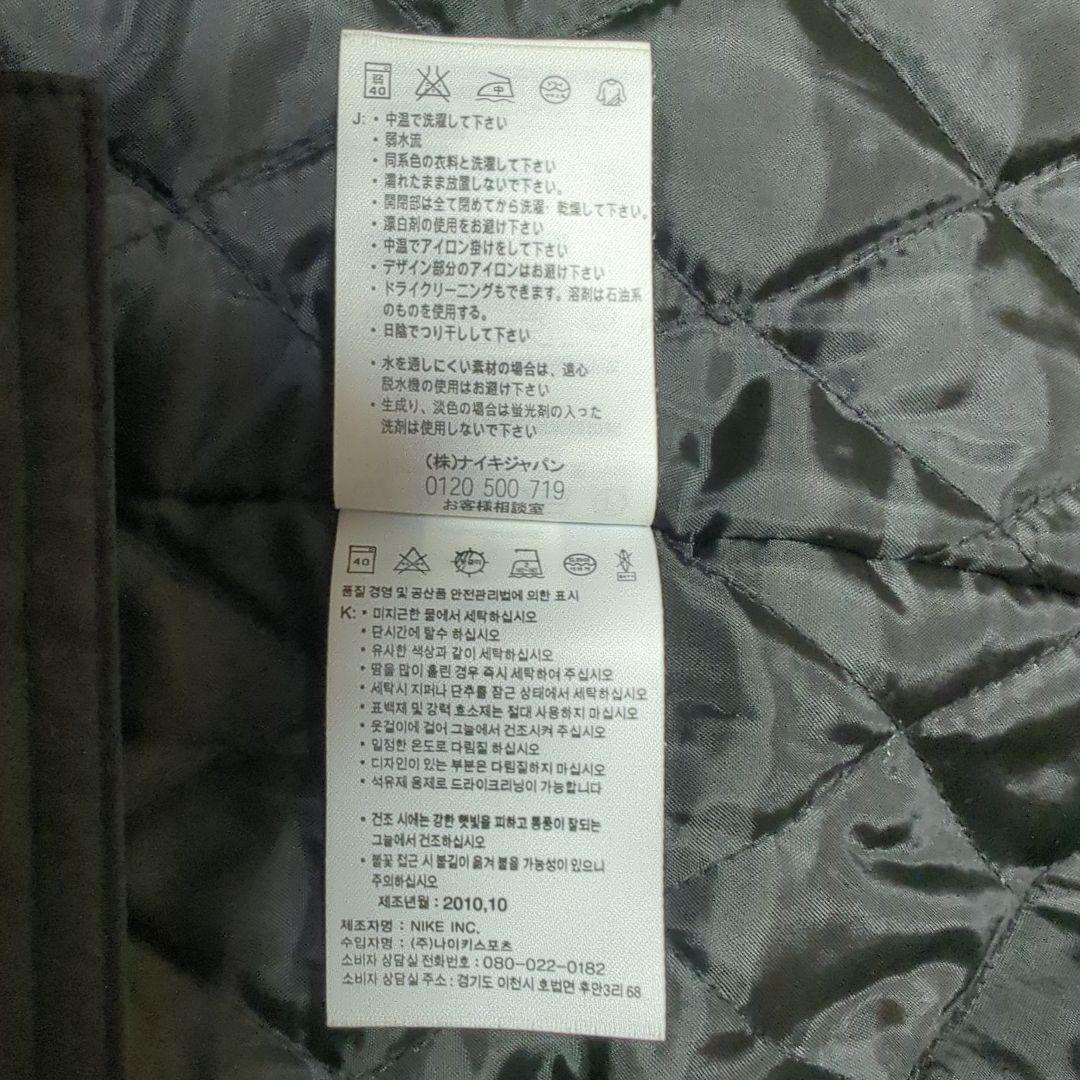 弱
40
中
J: ・中温で洗濯して下さい
・弱水流
・同系色の衣料と洗濯して下さい
・濡れたまま放置しないで下さい。
・開閉部は全て閉めてから洗濯・乾燥して下さい。
・漂白剤の使用をお避け下さい
・中温でアイロン掛けをして下さい
・デザイン部分のアイロンはお避け下さい
・ドライクリーニングもできます。溶剤は石油系
のものを使用する。
・日陰でつり干しして下さい
・水を通しにくい素材の場合は、遠心
脱水機の使用はお避け下さい
・生成り、淡色の場合は蛍光剤の入った
洗剤は使用しないで下さい
(株)ナイキジャパン
0120 500 719
お客様相談室
40
품질 경영 및 공산품 안전관리법에 의한 표시
K: • 미지근한 물에서 세탁하십시오
• 단시간에 탈수 하십시오
• 유사한 색상과 같이 세탁하십시오
• 땀을 많이 흘린 경우 즉시 세탁하여 주십시오
• 세탁시 지퍼나 단추를 잠근 상태에서 세탁하십시오
• 표백제 및 강력 효소제는 절대 사용하지 마십시오
• 옷걸이에 걸어 그늘에서 건조시켜 주십시오
• 일정한 온도로 다림질 하십시오
• 디자인이 있는 부분은 다림질하지 마십시오
• 석유제 용제로 드라이크리닝이 가능합니다
• 건조 시에는 강한 햇빛을 피하고 통풍이 잘되는
그늘에서 건조하십시오
• 불꽃 접근 시 불길이 옮겨 붙을 가능성이 있으니
주의하십시오
제조년월 : 2010,10
제조자명 : NIKE INC.
수입자명 : (주)나이키스포츠
소비자 상담실 전화번호 : 080-022-0182
소비자 상담실 주소 : 경기도 이천시 호법면 후안3리 68